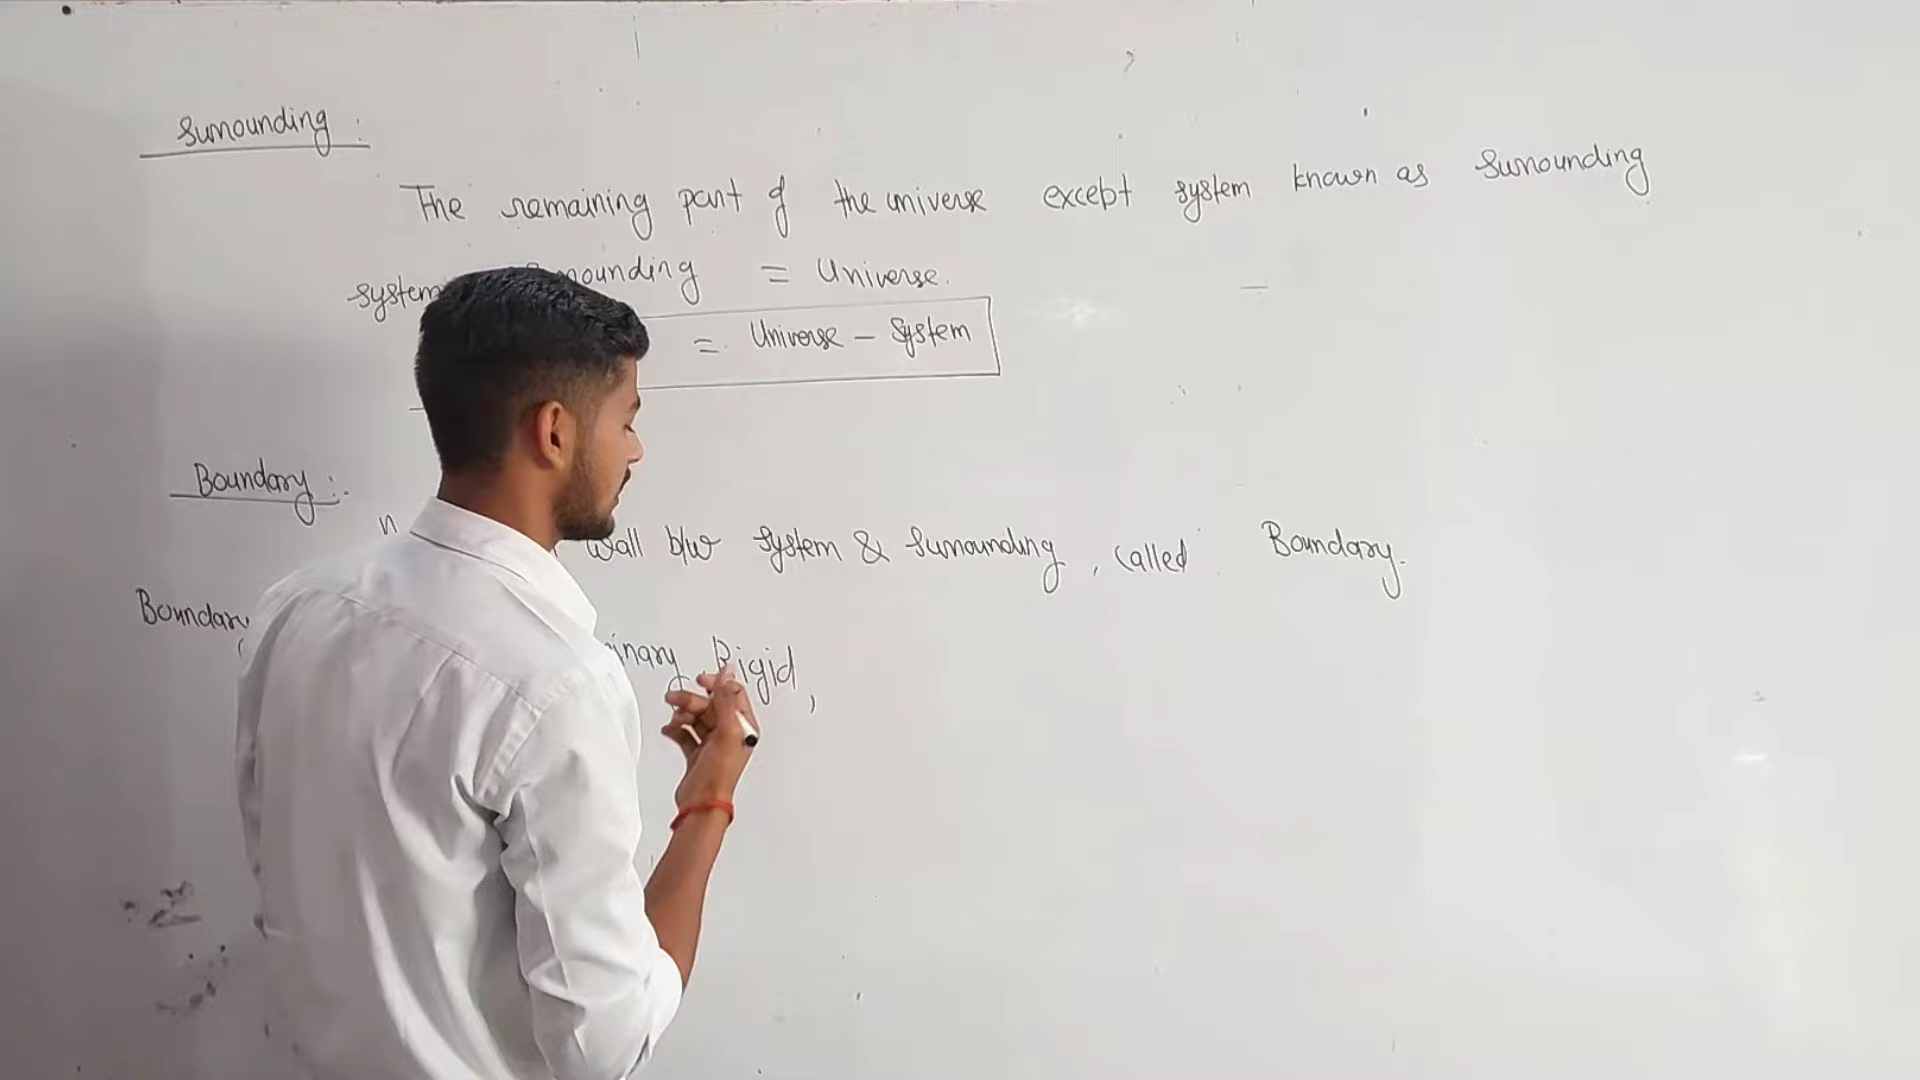 Surrounding :
The remaining part of the universe except system known as Surrounding
system = Universe.
= Universe - System
Boundary :-
Wall b/w System & Surrounding, called Boundary.
Boundary Rigid,